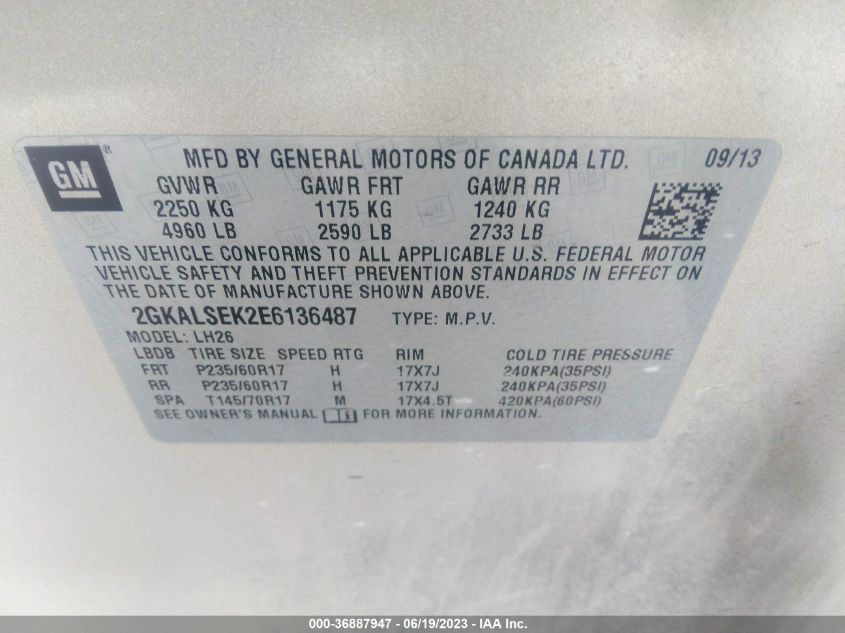 GM ® MFD BY GENERAL MOTORS OF CANADA LTD. 09/13
GVWR GAWR FRT GAWR RR
2250 KG 1175 KG 1240 KG
4960 LB 2590 LB 2733 LB
THIS VEHICLE CONFORMS TO ALL APPLICABLE U.S. FEDERAL MOTOR
VEHICLE SAFETY AND THEFT PREVENTION STANDARDS IN EFFECT ON
THE DATE OF MANUFACTURE SHOWN ABOVE.
2GKALSEK2E6136487 TYPE: M.P.V.
MODEL: LH26
LBDB TIRE SIZE SPEED RTG RIM COLD TIRE PRESSURE
FRT P235/60R17 H 17X7J 240KPA(35PSI)
RR P235/60R17 H 17X7J 240KPA(35PSI)
SPA T145/70R17 M 17X4.5T 420KPA(60PSI)
SEE OWNER'S MANUAL FOR MORE INFORMATION.
000-36887947 - 06/19/2023 - IAA Inc.